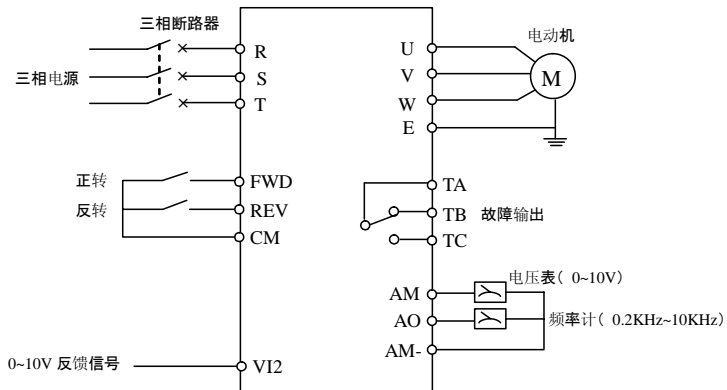 三相断路器
三相电源
R
S
T
正转
反转
FWD
REV
CM
0~10V 反馈信号
VI2
U
V
W
E
电动机
M
TA
TB
TC
故障输出
AM
AO
AM-
电压表( 0~10V)
频率计( 0.2KHz~10KHz)